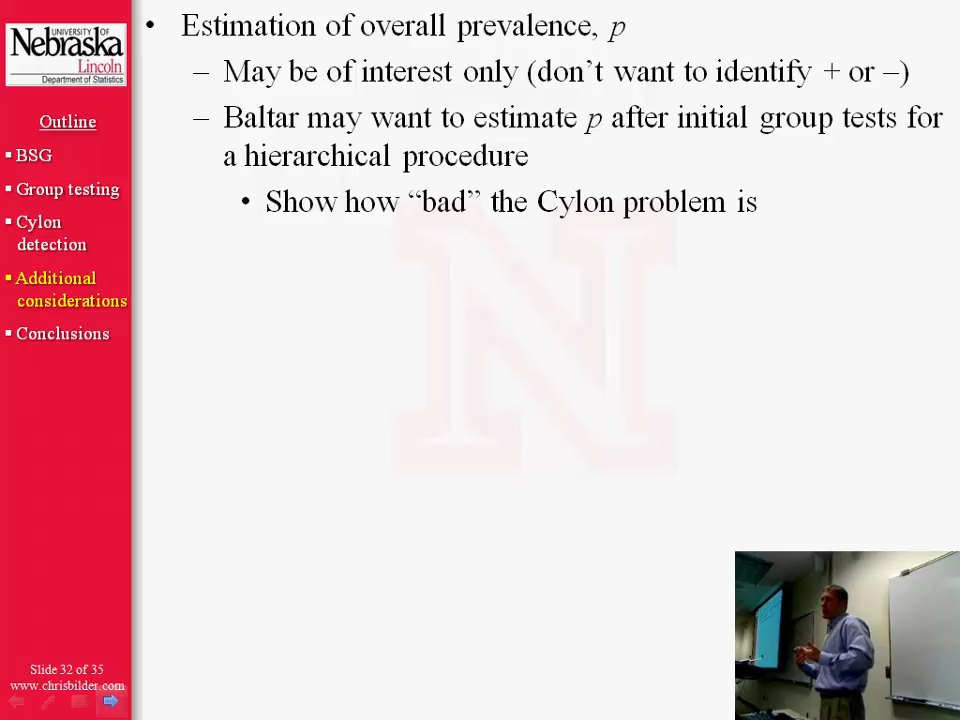 UNIVERSITY OF
Nebraska
Lincoln
Department of Statistics
Outline
▪ BSG
▪ Group testing
▪ Cylon
detection
▪ Additional
considerations
▪ Conclusions
Slide 32 of 35
www.chrisbilder.com
• Estimation of overall prevalence, p
– May be of interest only (don’t want to identify + or –)
– Baltar may want to estimate p after initial group tests for
a hierarchical procedure
• Show how “bad” the Cylon problem is
N